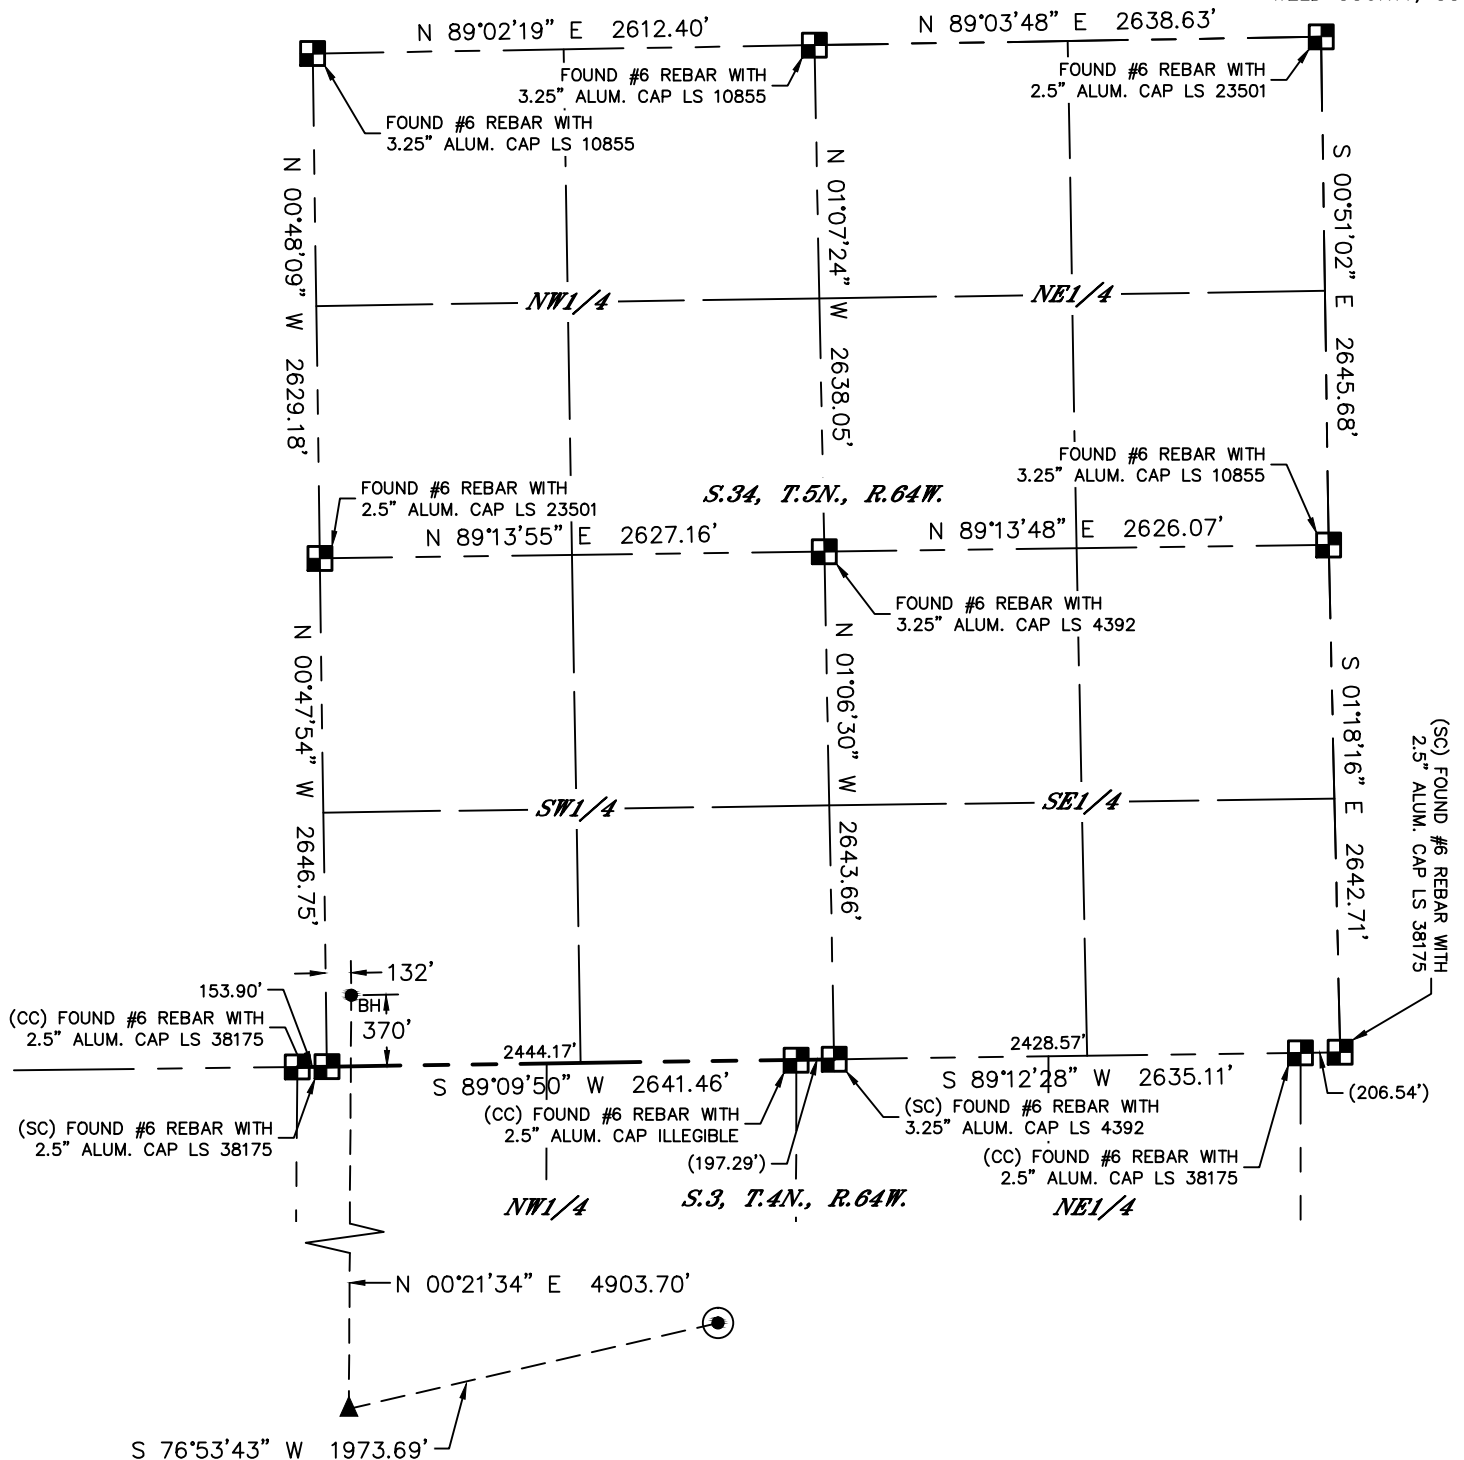 N 89°02'19" E 2612.40'
N 89°03'48" E 2638.63'
FOUND #6 REBAR WITH
3.25" ALUM. CAP LS 10855
FOUND #6 REBAR WITH
3.25" ALUM. CAP LS 10855
FOUND #6 REBAR WITH
2.5" ALUM. CAP LS 23501
N 00°48'09" W 2629.18'
N 01°07'24" W 2638.05'
S 00°51'02" E 2645.68'
NW1/4
NE1/4
FOUND #6 REBAR WITH
2.5" ALUM. CAP LS 23501
S.34, T.5N., R.64W.
FOUND #6 REBAR WITH
3.25" ALUM. CAP LS 10855
N 89°13'55" E 2627.16'
N 89°13'48" E 2626.07'
FOUND #6 REBAR WITH
3.25" ALUM. CAP LS 4392
N 00°47'54" W 2646.75'
N 01°06'30" W 2643.66'
S 01°18'16" E 2642.71'
(SC) FOUND #6 REBAR WITH
2.5" ALUM. CAP LS 38175
SW1/4
SE1/4
132'
BH
370'
153.90'
(CC) FOUND #6 REBAR WITH
2.5" ALUM. CAP LS 38175
2444.17'
2428.57'
S 89°09'50" W 2641.46'
S 89°12'28" W 2635.11'
(206.54')
(SC) FOUND #6 REBAR WITH
2.5" ALUM. CAP LS 38175
(CC) FOUND #6 REBAR WITH
2.5" ALUM. CAP ILLEGIBLE
(SC) FOUND #6 REBAR WITH
3.25" ALUM. CAP LS 4392
(197.29')
(CC) FOUND #6 REBAR WITH
2.5" ALUM. CAP LS 38175
NW1/4
S.3, T.4N., R.64W.
NE1/4
N 00°21'34" E 4903.70'
S 76°53'43" W 1973.69'